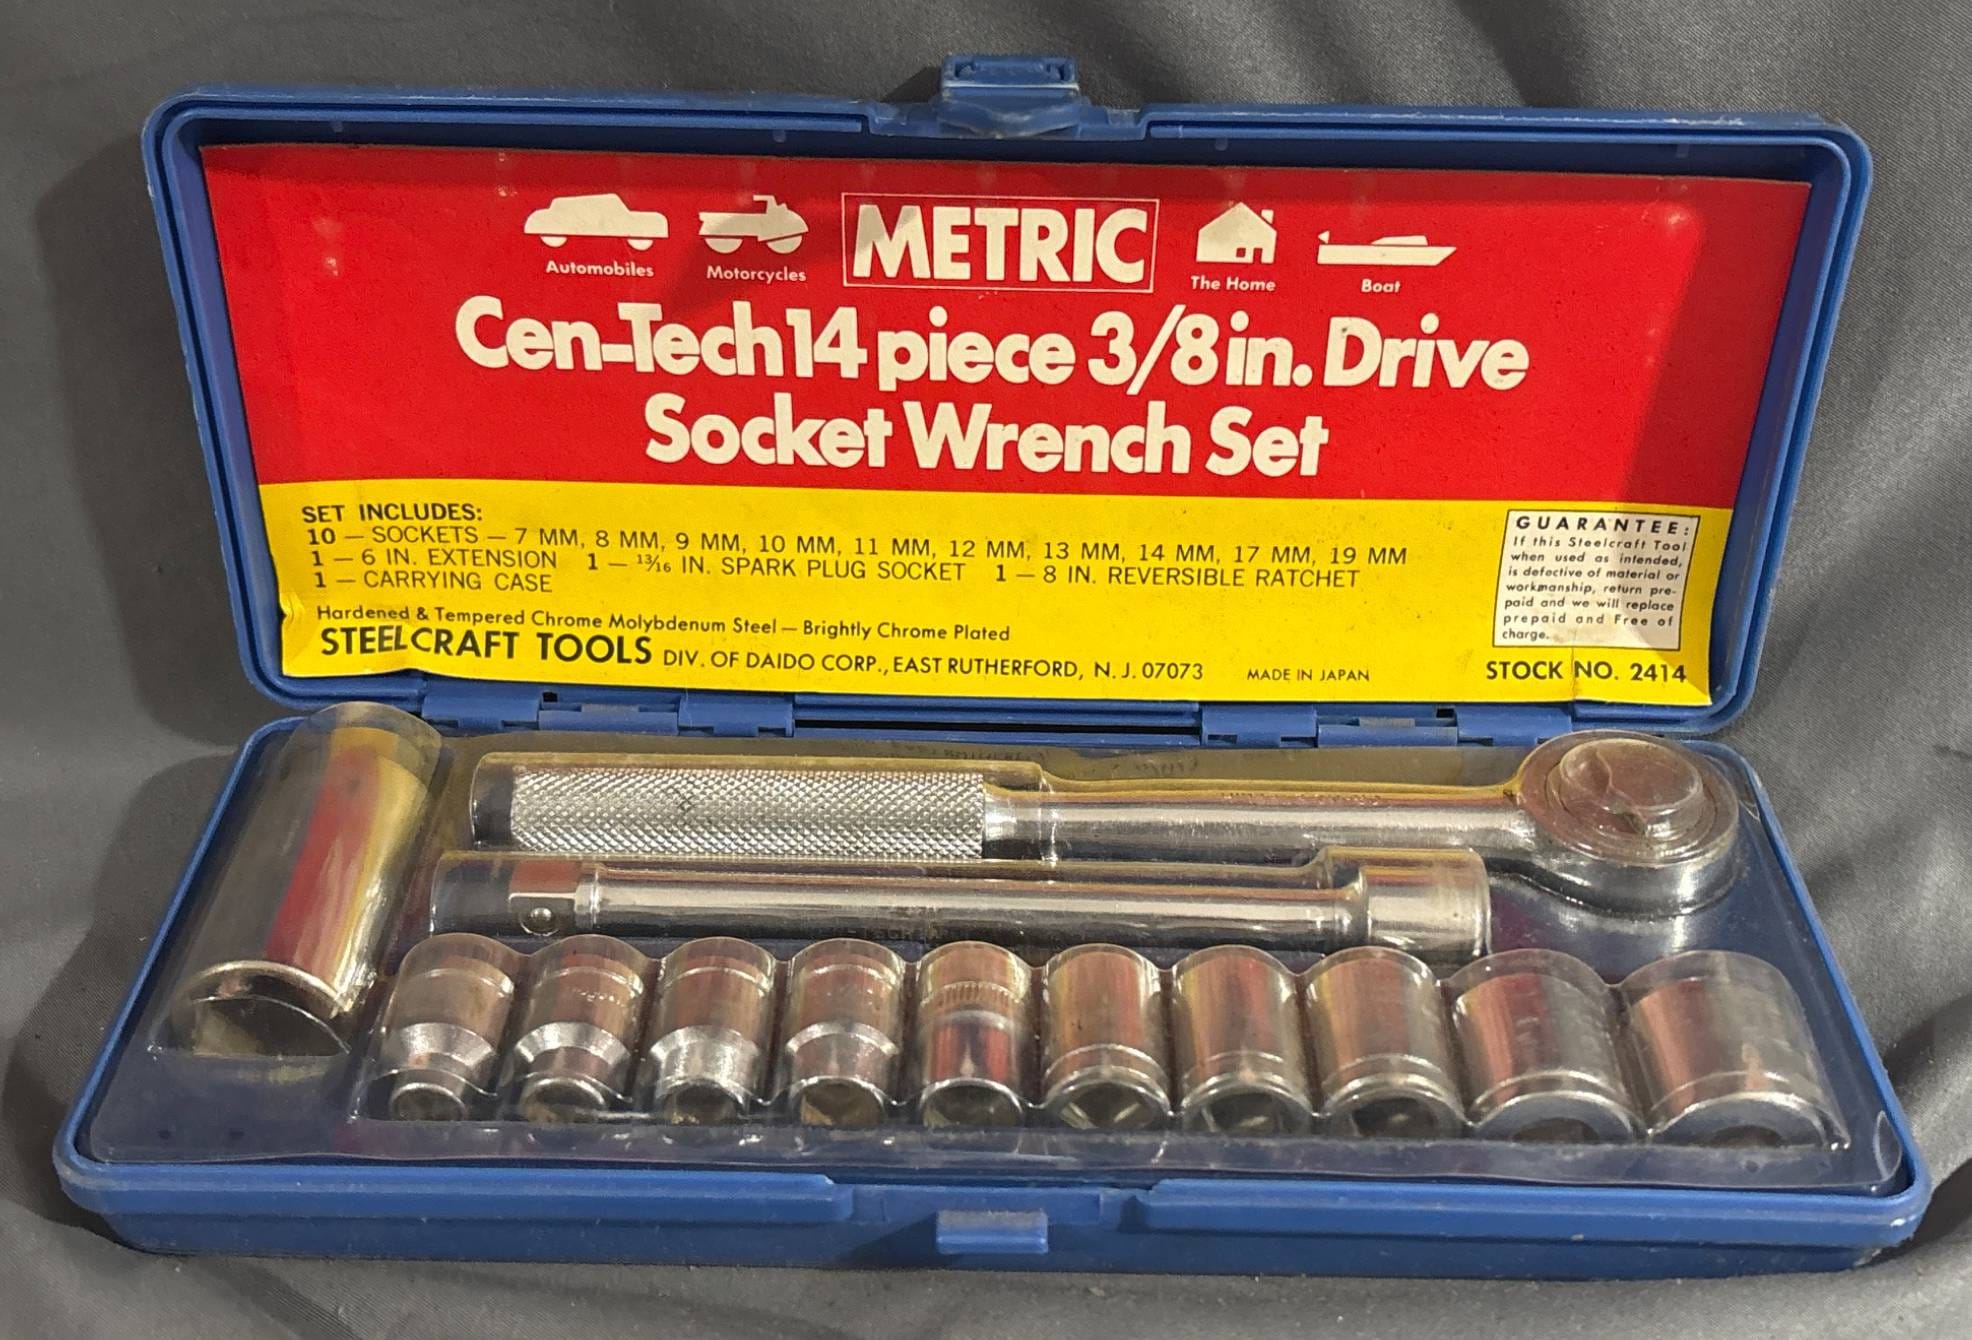 METRIC
Automobiles
Motorcycles
The Home
Boat
Cen-Tech 14 piece 3/8 in. Drive
Socket Wrench Set
SET INCLUDES:
10 — SOCKETS — 7 MM, 8 MM, 9 MM, 10 MM, 11 MM, 12 MM, 13 MM, 14 MM, 17 MM, 19 MM
1 — 6 IN. EXTENSION 1 — 13/16 IN. SPARK PLUG SOCKET 1 — 8 IN. REVERSIBLE RATCHET
1 — CARRYING CASE
Hardened & Tempered Chrome Molybdenum Steel — Brightly Chrome Plated
STEELCRAFT TOOLS DIV. OF DAIDO CORP., EAST RUTHERFORD, N.J. 07073 MADE IN JAPAN
GUARANTEE:
If this Steelcraft Tool
when used as intended,
is defective of material or
workmanship, return pre-
paid and we will replace
prepaid and Free of
charge.
STOCK NO. 2414